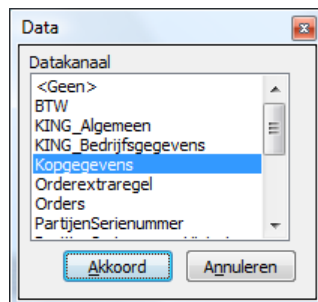 Data
Datakanaal
<Geen>
BTW
KING_Algemeen
KING_Bedrijfsgegevens
Kopgegevens
Orderextraregel
Orders
PartijenSerienummer
Akkoord
Annuleren